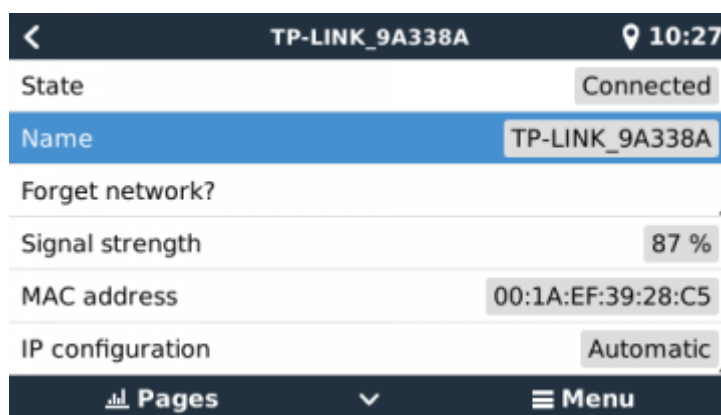 TP-LINK_9A338A 10:27
State Connected
Name TP-LINK_9A338A
Forget network?
Signal strength 87 %
MAC address 00:1A:EF:39:28:C5
IP configuration Automatic
Pages Menu